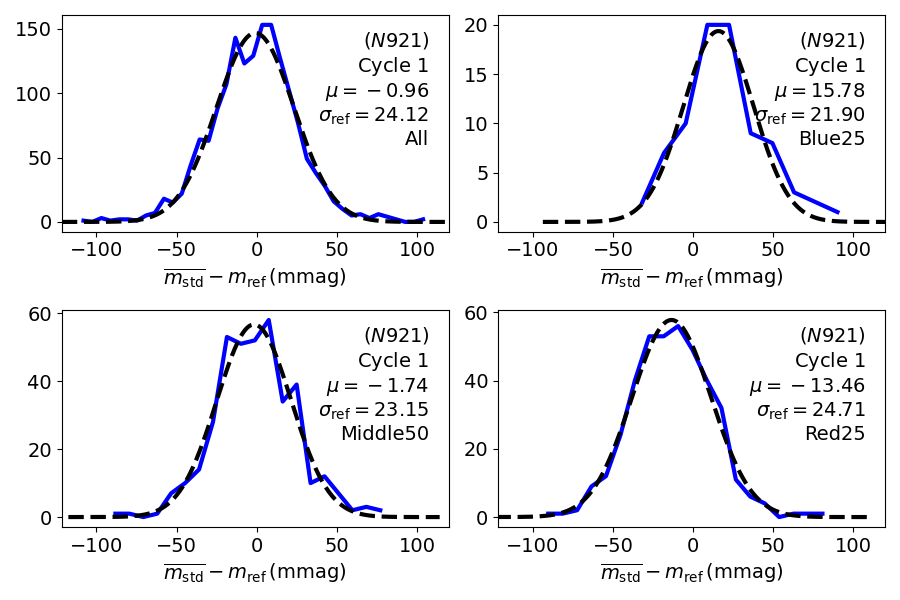 150
100
50
0
(N921)
Cycle 1
μ = −0.96
σref = 24.12
All
−100 −50 0 50 100
m̅std − mref (mmag)
20
15
10
5
0
(N921)
Cycle 1
μ = 15.78
σref = 21.90
Blue25
−100 −50 0 50 100
m̅std − mref (mmag)
60
40
20
0
(N921)
Cycle 1
μ = −1.74
σref = 23.15
Middle50
−100 −50 0 50 100
m̅std − mref (mmag)
60
40
20
0
(N921)
Cycle 1
μ = −13.46
σref = 24.71
Red25
−100 −50 0 50 100
m̅std − mref (mmag)